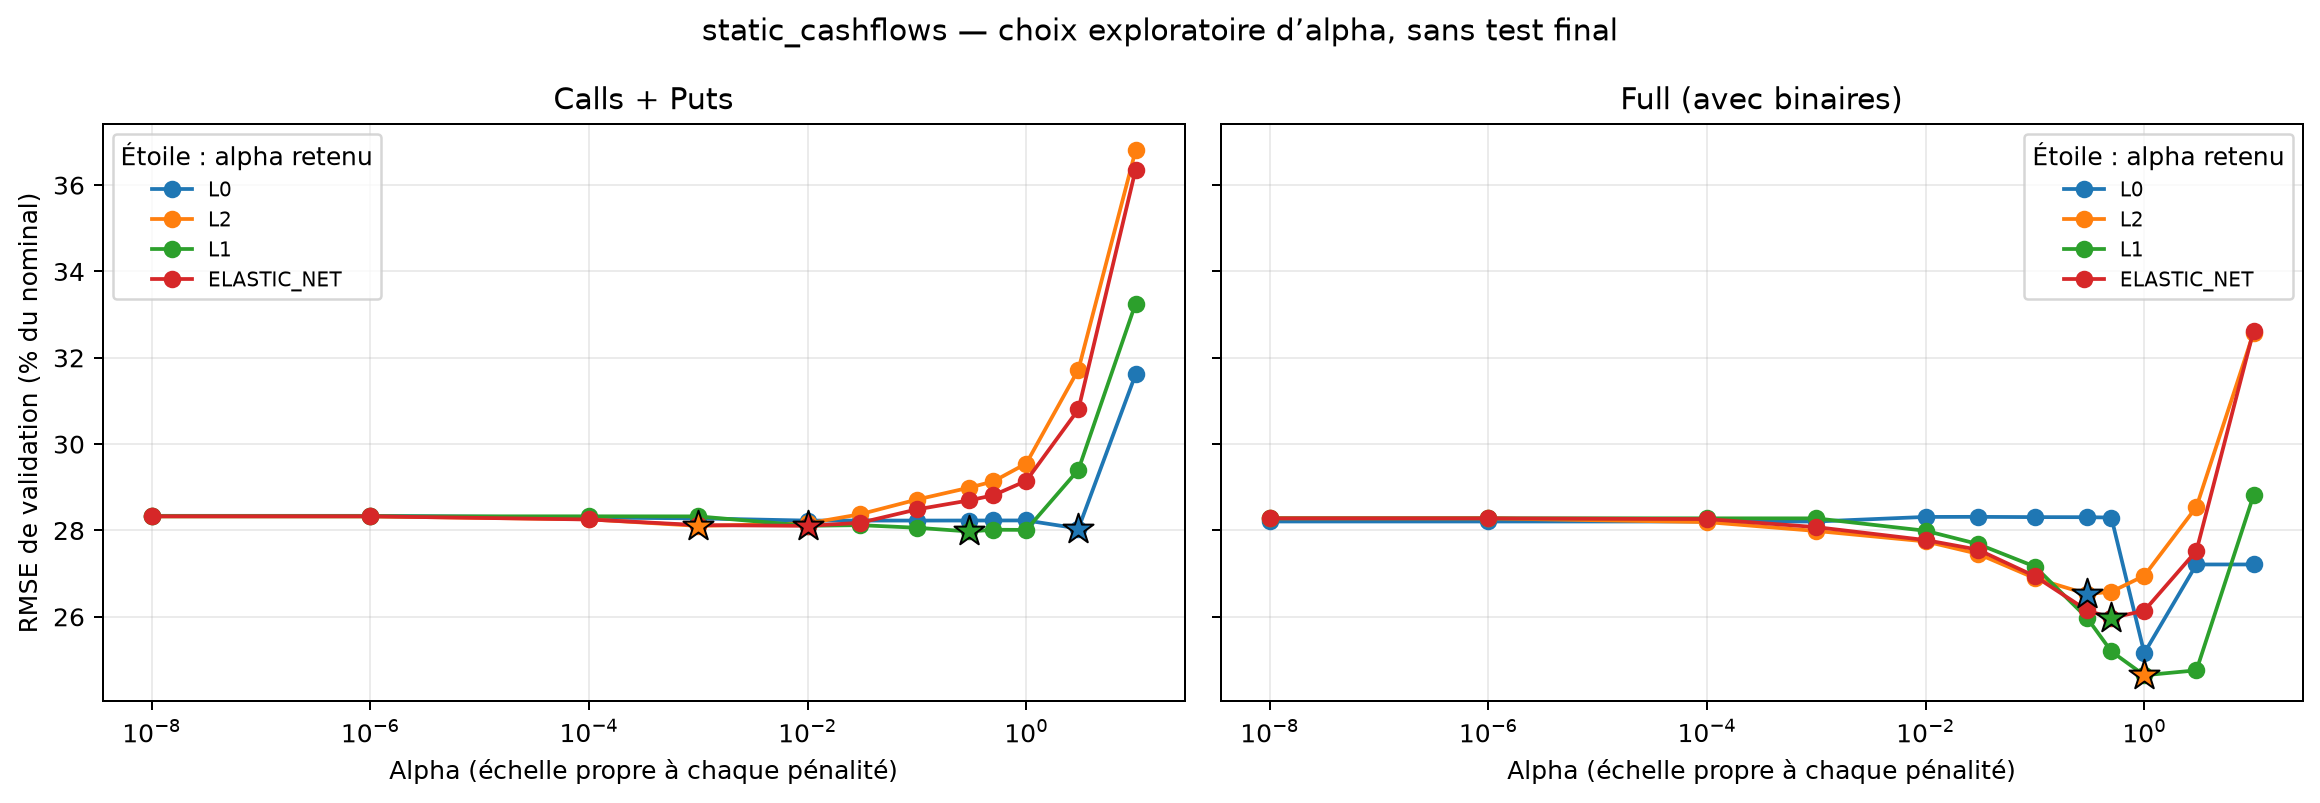 static_cashflows — choix exploratoire d’alpha, sans test final
Calls + Puts
Étoile : alpha retenu
L0
L2
L1
ELASTIC_NET
RMSE de validation (% du nominal)
36
34
32
30
28
26
10⁻⁸
10⁻⁶
10⁻⁴
10⁻²
10⁰
Alpha (échelle propre à chaque pénalité)
Full (avec binaires)
Étoile : alpha retenu
L0
L2
L1
ELASTIC_NET
10⁻⁸
10⁻⁶
10⁻⁴
10⁻²
10⁰
Alpha (échelle propre à chaque pénalité)